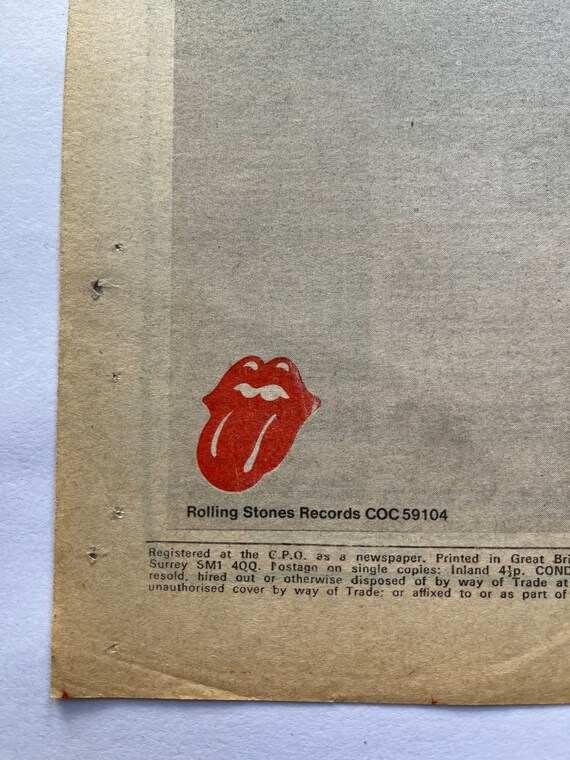 Rolling Stones Records COC 59104
Registered at the G.P.O. as a newspaper. Printed in Great Bri
Surrey SM1 4QQ. Postage on single copies: Inland 4½p. COND
resold, hired out or otherwise disposed of by way of Trade at
unauthorised cover by way of Trade; or affixed to or as part of